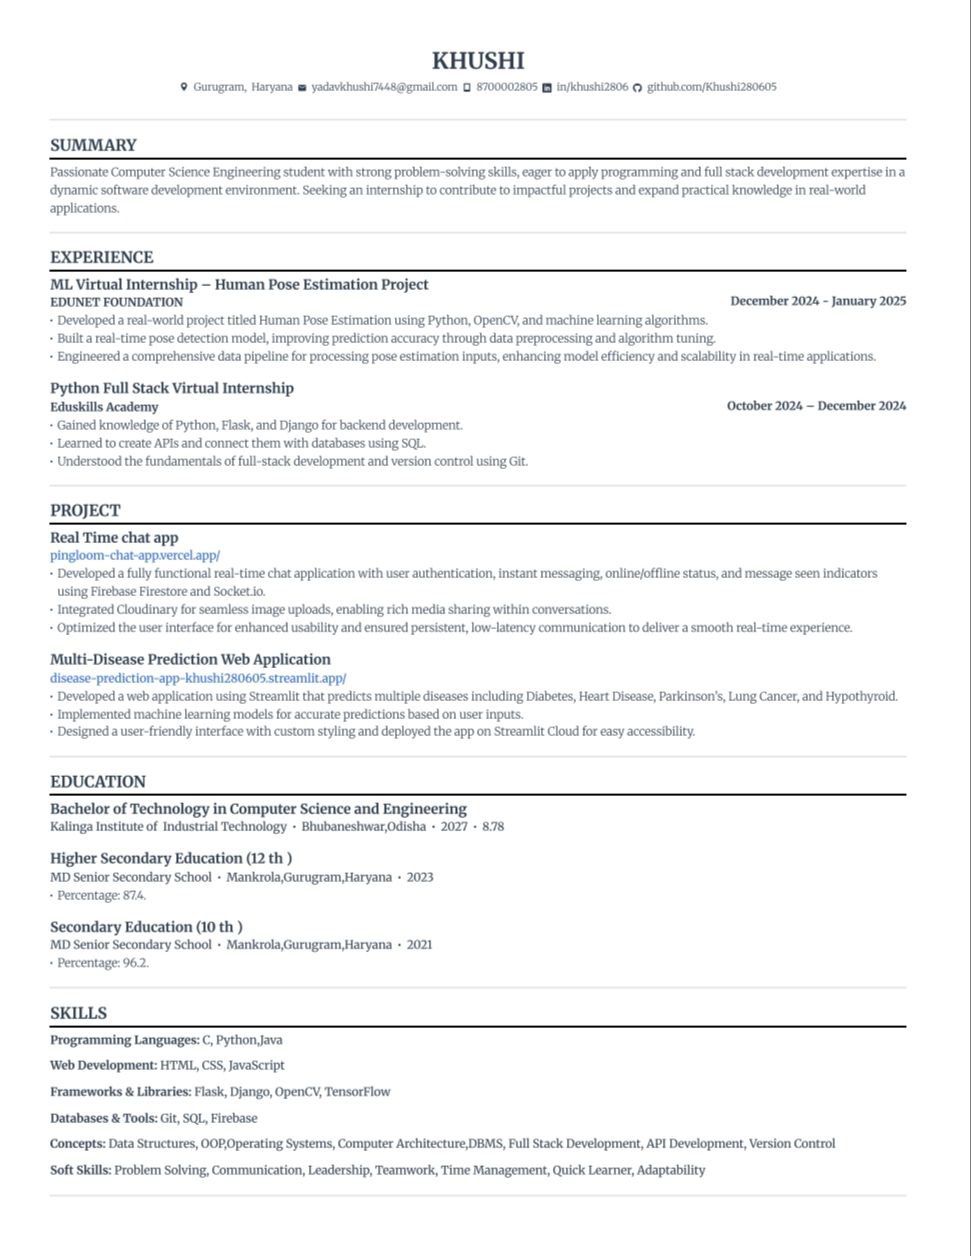 KHUSHI
Gurugram, Haryana yadavkhushi7448@gmail.com 8700002805 in/khushi2806 github.com/Khushi280605
SUMMARY
Passionate Computer Science Engineering student with strong problem-solving skills, eager to apply programming and full stack development expertise in a
dynamic software development environment. Seeking an internship to contribute to impactful projects and expand practical knowledge in real-world
applications.
EXPERIENCE
ML Virtual Internship – Human Pose Estimation Project
EDUNET FOUNDATION December 2024 - January 2025
• Developed a real-world project titled Human Pose Estimation using Python, OpenCV, and machine learning algorithms.
• Built a real-time pose detection model, improving prediction accuracy through data preprocessing and algorithm tuning.
• Engineered a comprehensive data pipeline for processing pose estimation inputs, enhancing model efficiency and scalability in real-time applications.
Python Full Stack Virtual Internship
Eduskills Academy October 2024 – December 2024
• Gained knowledge of Python, Flask, and Django for backend development.
• Learned to create APIs and connect them with databases using SQL.
• Understood the fundamentals of full-stack development and version control using Git.
PROJECT
Real Time chat app
pingloom-chat-app.vercel.app/
• Developed a fully functional real-time chat application with user authentication, instant messaging, online/offline status, and message seen indicators
using Firebase Firestore and Socket.io.
• Integrated Cloudinary for seamless image uploads, enabling rich media sharing within conversations.
• Optimized the user interface for enhanced usability and ensured persistent, low-latency communication to deliver a smooth real-time experience.
Multi-Disease Prediction Web Application
disease-prediction-app-khushi280605.streamlit.app/
• Developed a web application using Streamlit that predicts multiple diseases including Diabetes, Heart Disease, Parkinson's, Lung Cancer, and Hypothyroid.
• Implemented machine learning models for accurate predictions based on user inputs.
• Designed a user-friendly interface with custom styling and deployed the app on Streamlit Cloud for easy accessibility.
EDUCATION
Bachelor of Technology in Computer Science and Engineering
Kalinga Institute of Industrial Technology • Bhubaneshwar,Odisha • 2027 • 8.78
Higher Secondary Education (12 th )
MD Senior Secondary School • Mankrola,Gurugram,Haryana • 2023
• Percentage: 87.4.
Secondary Education (10 th )
MD Senior Secondary School • Mankrola,Gurugram,Haryana • 2021
• Percentage: 96.2.
SKILLS
Programming Languages: C, Python,Java
Web Development: HTML, CSS, JavaScript
Frameworks & Libraries: Flask, Django, OpenCV, TensorFlow
Databases & Tools: Git, SQL, Firebase
Concepts: Data Structures, OOP,Operating Systems, Computer Architecture,DBMS, Full Stack Development, API Development, Version Control
Soft Skills: Problem Solving, Communication, Leadership, Teamwork, Time Management, Quick Learner, Adaptability